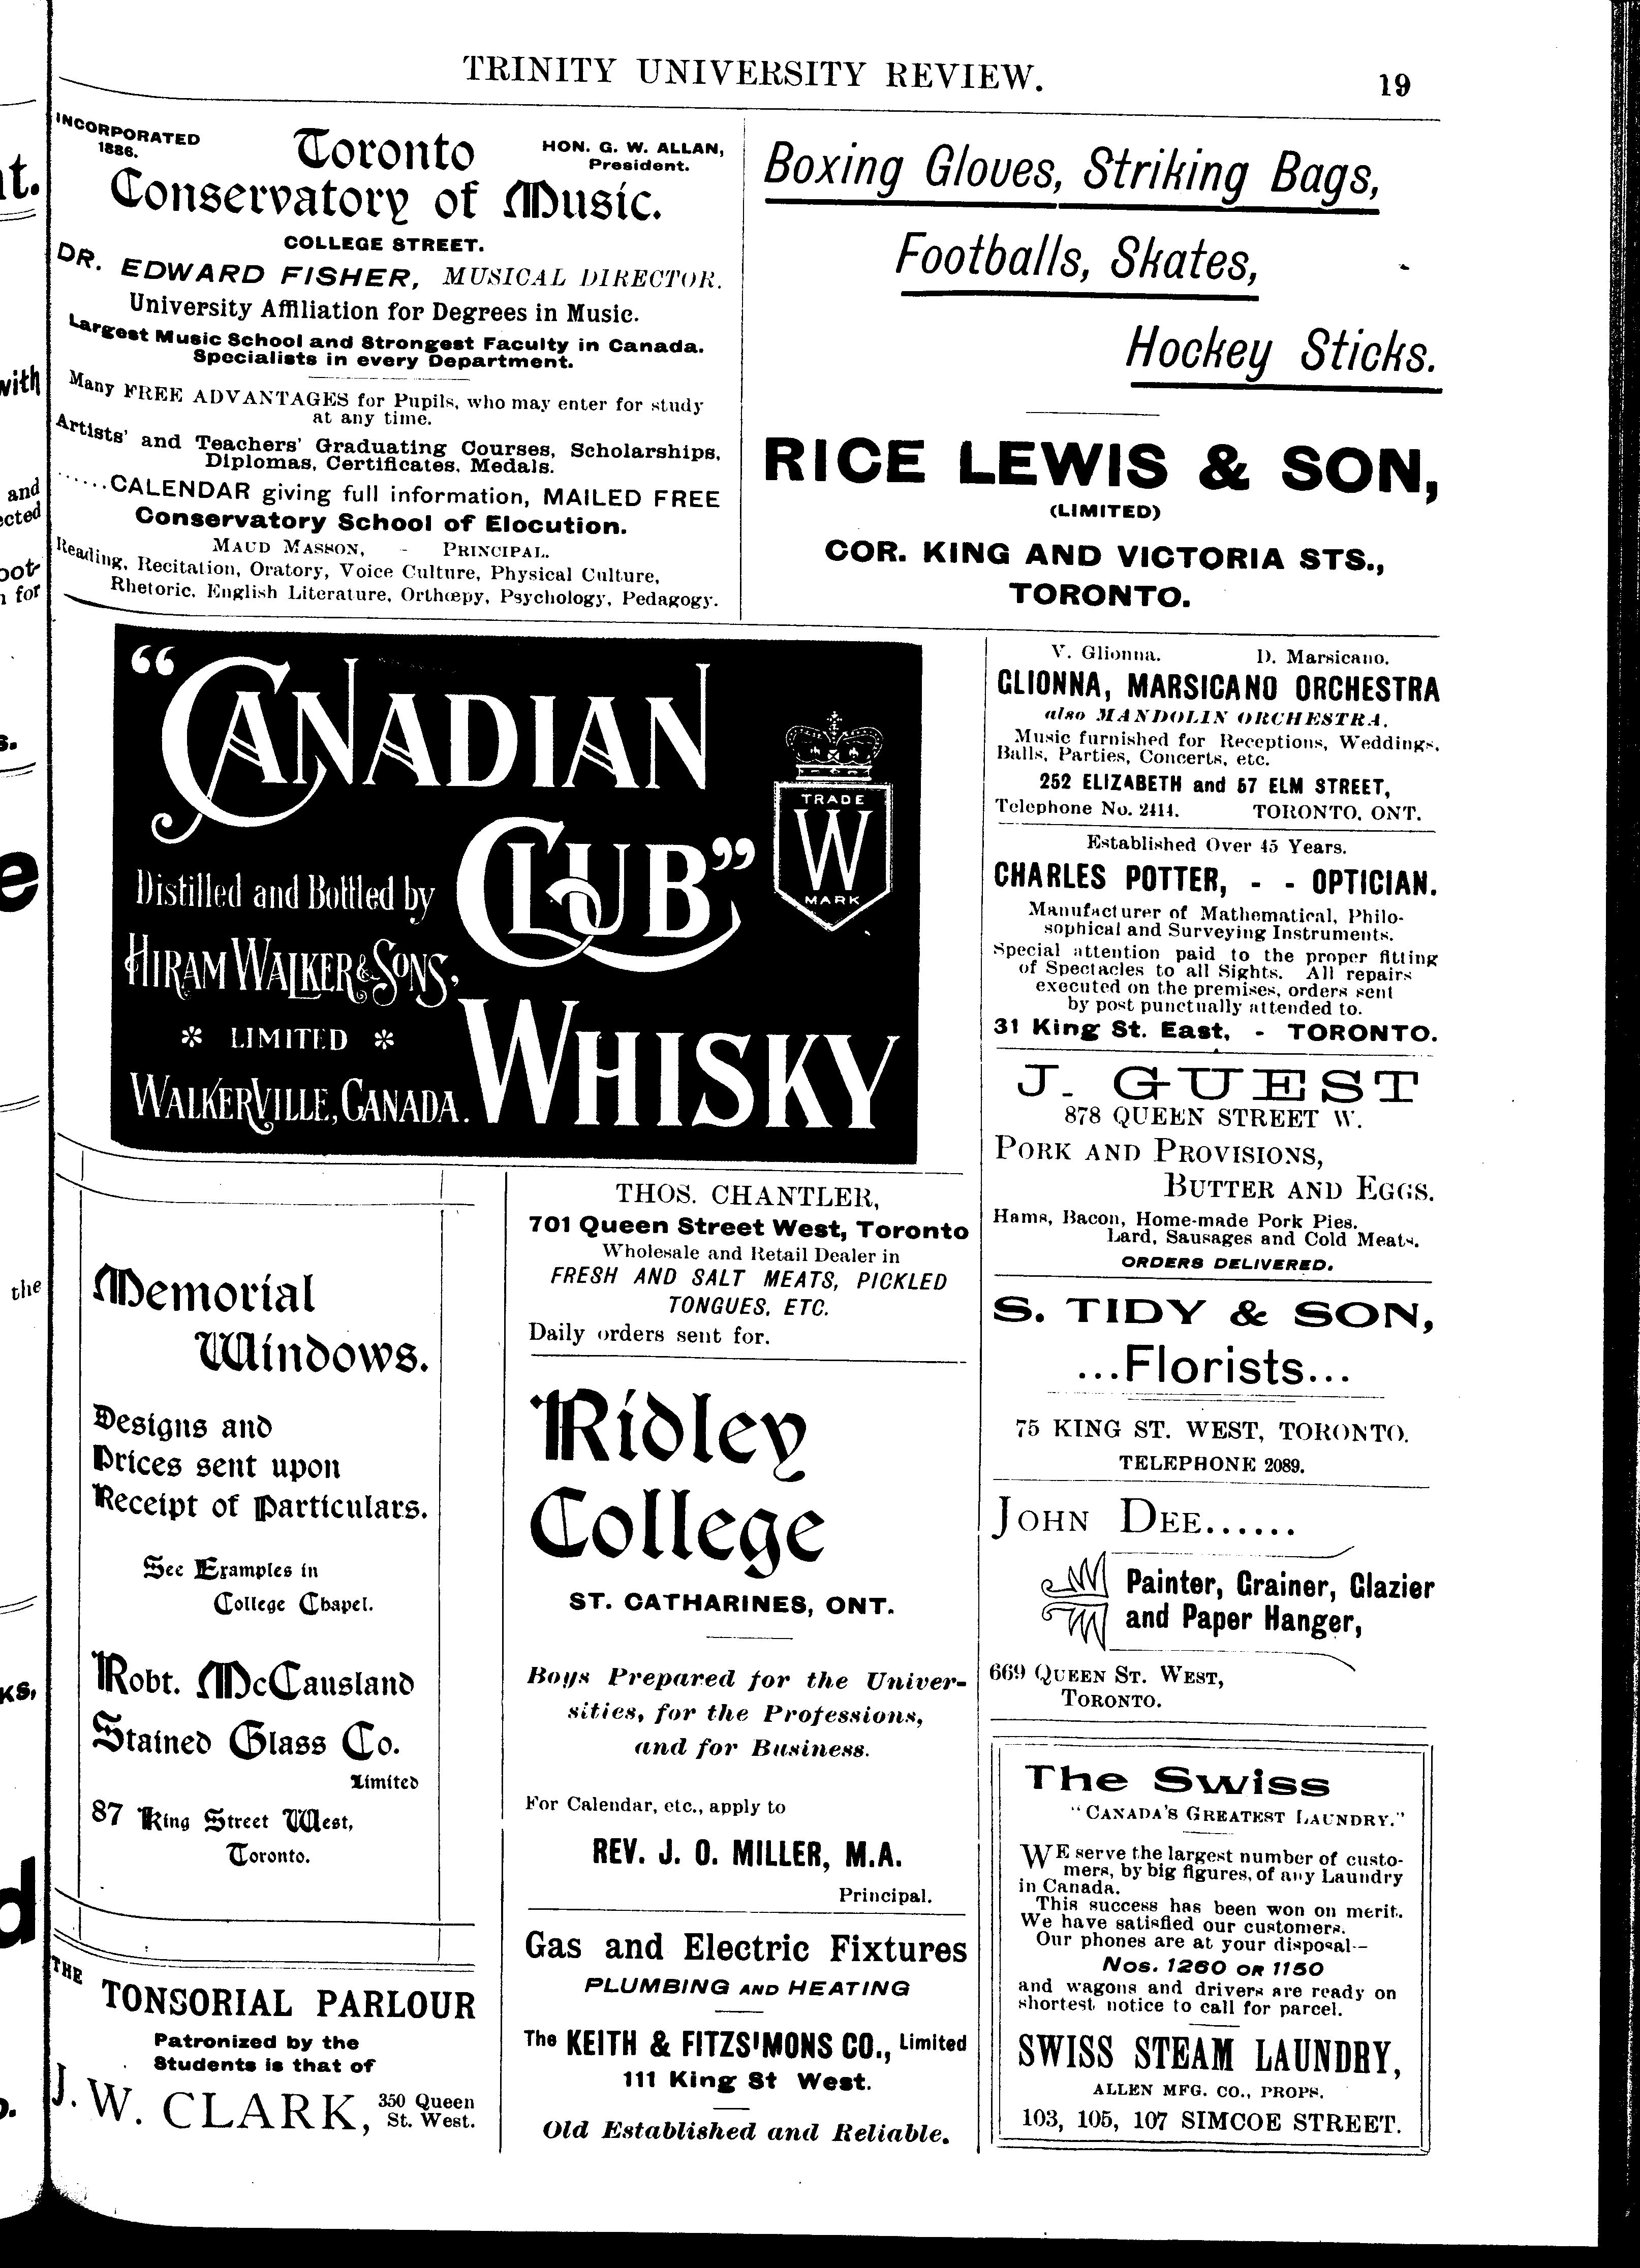 TRINITY UNIVERSITY REVIEW.
19
INCORPORATED
1886.
Toronto
HON. G. W. ALLAN,
President.
Conservatory of Music.
COLLEGE STREET.
DR. EDWARD FISHER, MUSICAL DIRECTOR.
University Affiliation for Degrees in Music.
Largest Music School and Strongest Faculty in Canada.
Specialists in every Department.
Many FREE ADVANTAGES for Pupils, who may enter for study
at any time.
Artists' and Teachers' Graduating Courses, Scholarships,
Diplomas, Certificates, Medals.
......CALENDAR giving full information, MAILED FREE
Conservatory School of Elocution.
MAUD MASSON, - PRINCIPAL.
Reading, Recitation, Oratory, Voice Culture, Physical Culture,
Rhetoric, English Literature, Orthœpy, Psychology, Pedagogy.
Boxing Gloves, Striking Bags,
Footballs, Skates,
Hockey Sticks.
RICE LEWIS & SON,
(LIMITED)
COR. KING AND VICTORIA STS.,
TORONTO.
"CANADIAN
CLUB"
WHISKY
Distilled and Bottled by
HIRAM WALKER & SONS,
* LIMITED *
WALKERVILLE, CANADA.
TRADE
W
MARK
V. Glionna. D. Marsicano.
GLIONNA, MARSICANO ORCHESTRA
also MANDOLIN ORCHESTRA.
Music furnished for Receptions, Weddings,
Balls, Parties, Concerts, etc.
252 ELIZABETH and 57 ELM STREET,
Telephone No. 2414. TORONTO, ONT.
Established Over 45 Years.
CHARLES POTTER, - - OPTICIAN.
Manufacturer of Mathematical, Philo-
sophical and Surveying Instruments.
Special attention paid to the proper fitting
of Spectacles to all Sights. All repairs
executed on the premises, orders sent
by post punctually attended to.
31 King St. East, - TORONTO.
J. GUEST
878 QUEEN STREET W.
PORK AND PROVISIONS,
BUTTER AND EGGS.
Hams, Bacon, Home-made Pork Pies.
Lard, Sausages and Cold Meats.
ORDERS DELIVERED.
S. TIDY & SON,
...Florists...
75 KING ST. WEST, TORONTO.
TELEPHONE 2089.
JOHN DEE......
Painter, Grainer, Glazier
and Paper Hanger,
669 QUEEN ST. WEST,
TORONTO.
The Swiss
"CANADA'S GREATEST LAUNDRY."
WE serve the largest number of custo-
mers, by big figures, of any Laundry
in Canada.
This success has been won on merit.
We have satisfied our customers.
Our phones are at your disposal--
Nos. 1260 OR 1150
and wagons and drivers are ready on
shortest notice to call for parcel.
SWISS STEAM LAUNDRY,
ALLEN MFG. CO., PROPS.
103, 105, 107 SIMCOE STREET.
Memorial
Windows.
Designs and
Prices sent upon
Receipt of Particulars.
See Examples in
College Chapel.
Robt. McCausland
Stained Glass Co.
Limited
87 King Street West,
Toronto.
THE
TONSORIAL PARLOUR
Patronized by the
Students is that of
J. W. CLARK, 350 Queen
St. West.
THOS. CHANTLER,
701 Queen Street West, Toronto
Wholesale and Retail Dealer in
FRESH AND SALT MEATS, PICKLED
TONGUES, ETC.
Daily orders sent for.
Ridley
College
ST. CATHARINES, ONT.
Boys Prepared for the Univer-
sities, for the Professions,
and for Business.
For Calendar, etc., apply to
REV. J. O. MILLER, M.A.
Principal.
Gas and Electric Fixtures
PLUMBING AND HEATING
The KEITH & FITZSIMONS CO., Limited
111 King St West.
Old Established and Reliable.